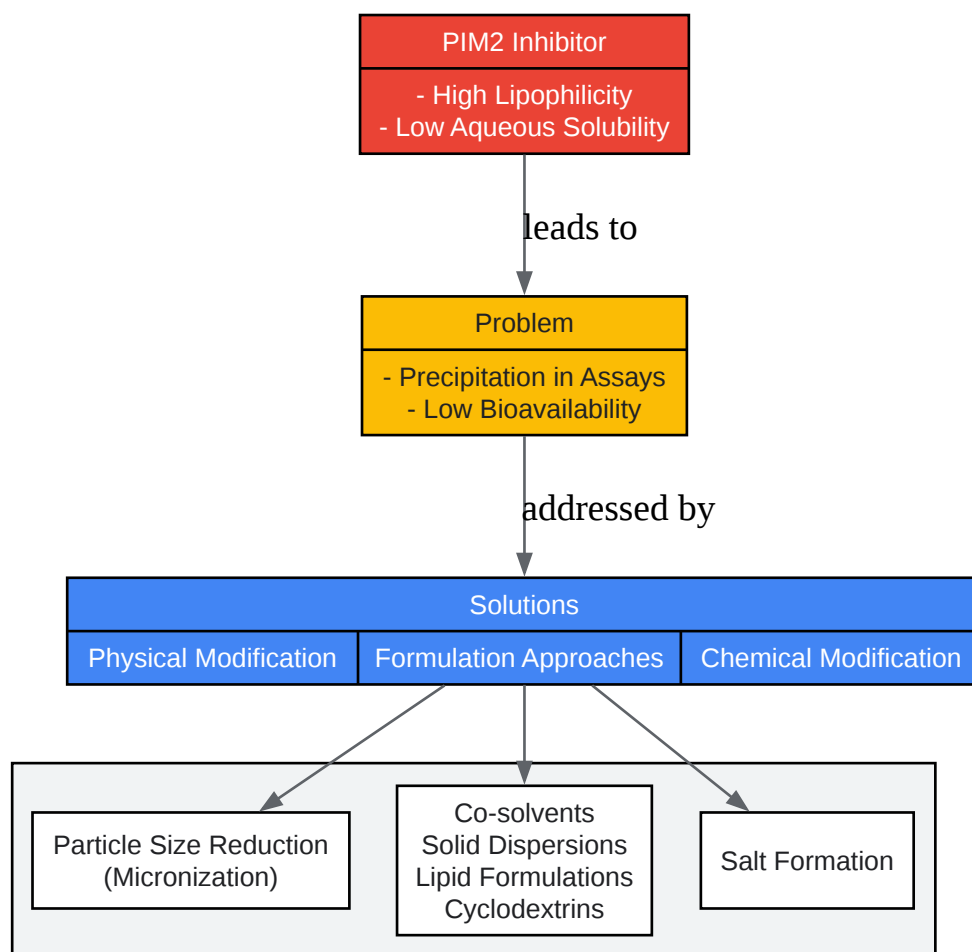 PIM2 Inhibitor
- High Lipophilicity
- Low Aqueous Solubility
leads to
Problem
- Precipitation in Assays
- Low Bioavailability
addressed by
Solutions
Physical Modification
Formulation Approaches
Chemical Modification
Particle Size Reduction
(Micronization)
Co-solvents
Solid Dispersions
Lipid Formulations
Cyclodextrins
Salt Formation